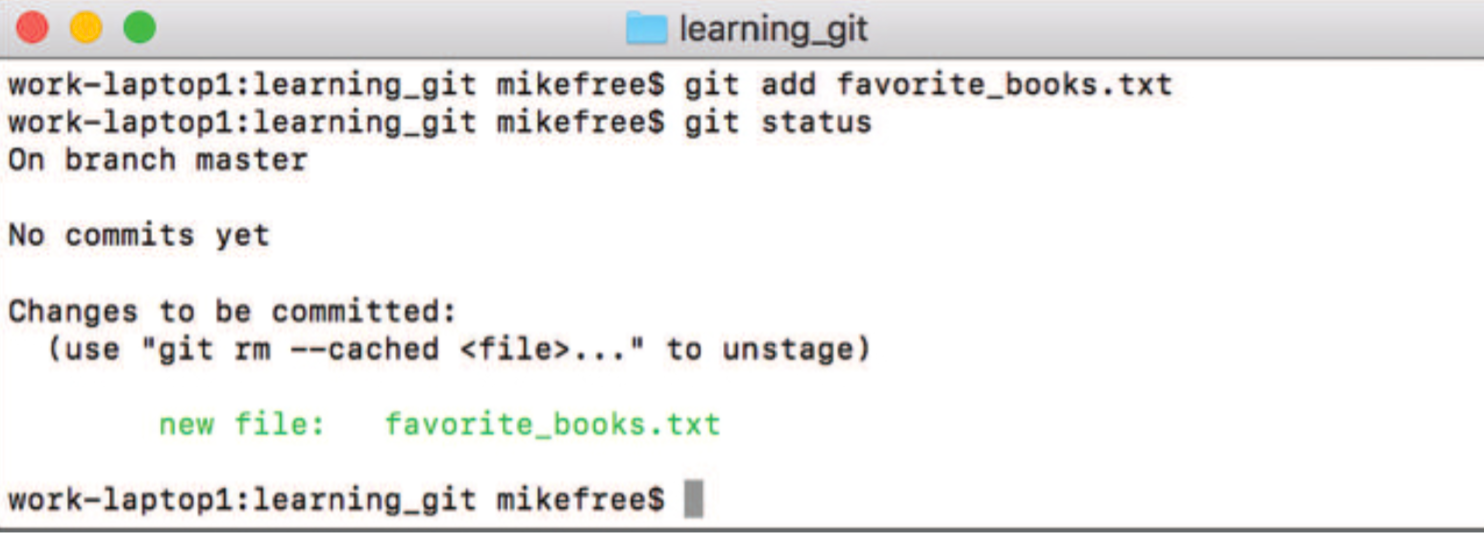 learning_git
work-laptop1:learning_git mikefree$ git add favorite_books.txt
work-laptop1:learning_git mikefree$ git status
On branch master
No commits yet
Changes to be committed:
(use "git rm --cached <file>..." to unstage)
new file: favorite_books.txt
work-laptop1:learning_git mikefree$